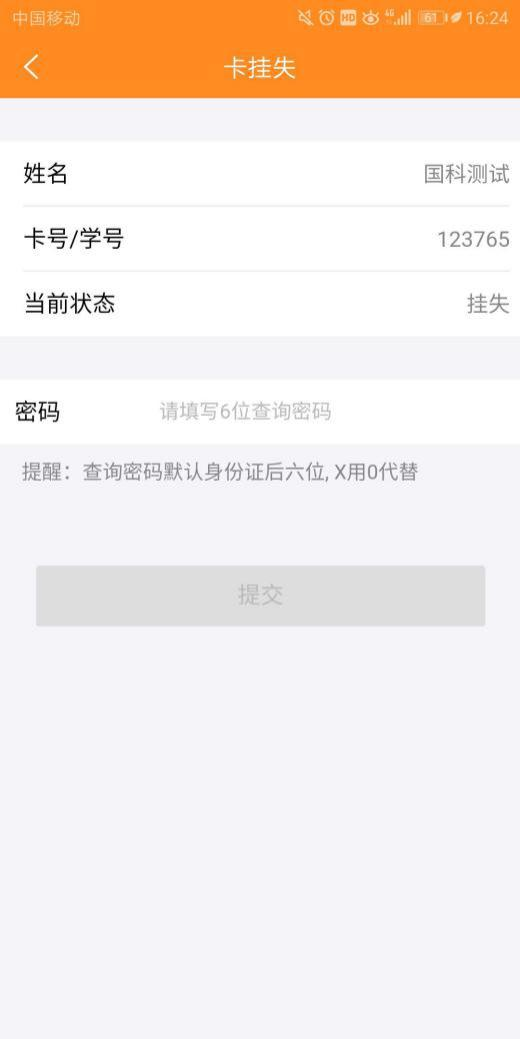 中国移动 HD 4G 61 16:24
卡挂失
姓名 国科测试
卡号/学号 123765
当前状态 挂失
密码 请填写6位查询密码
提醒：查询密码默认身份证后六位, X用0代替
提交